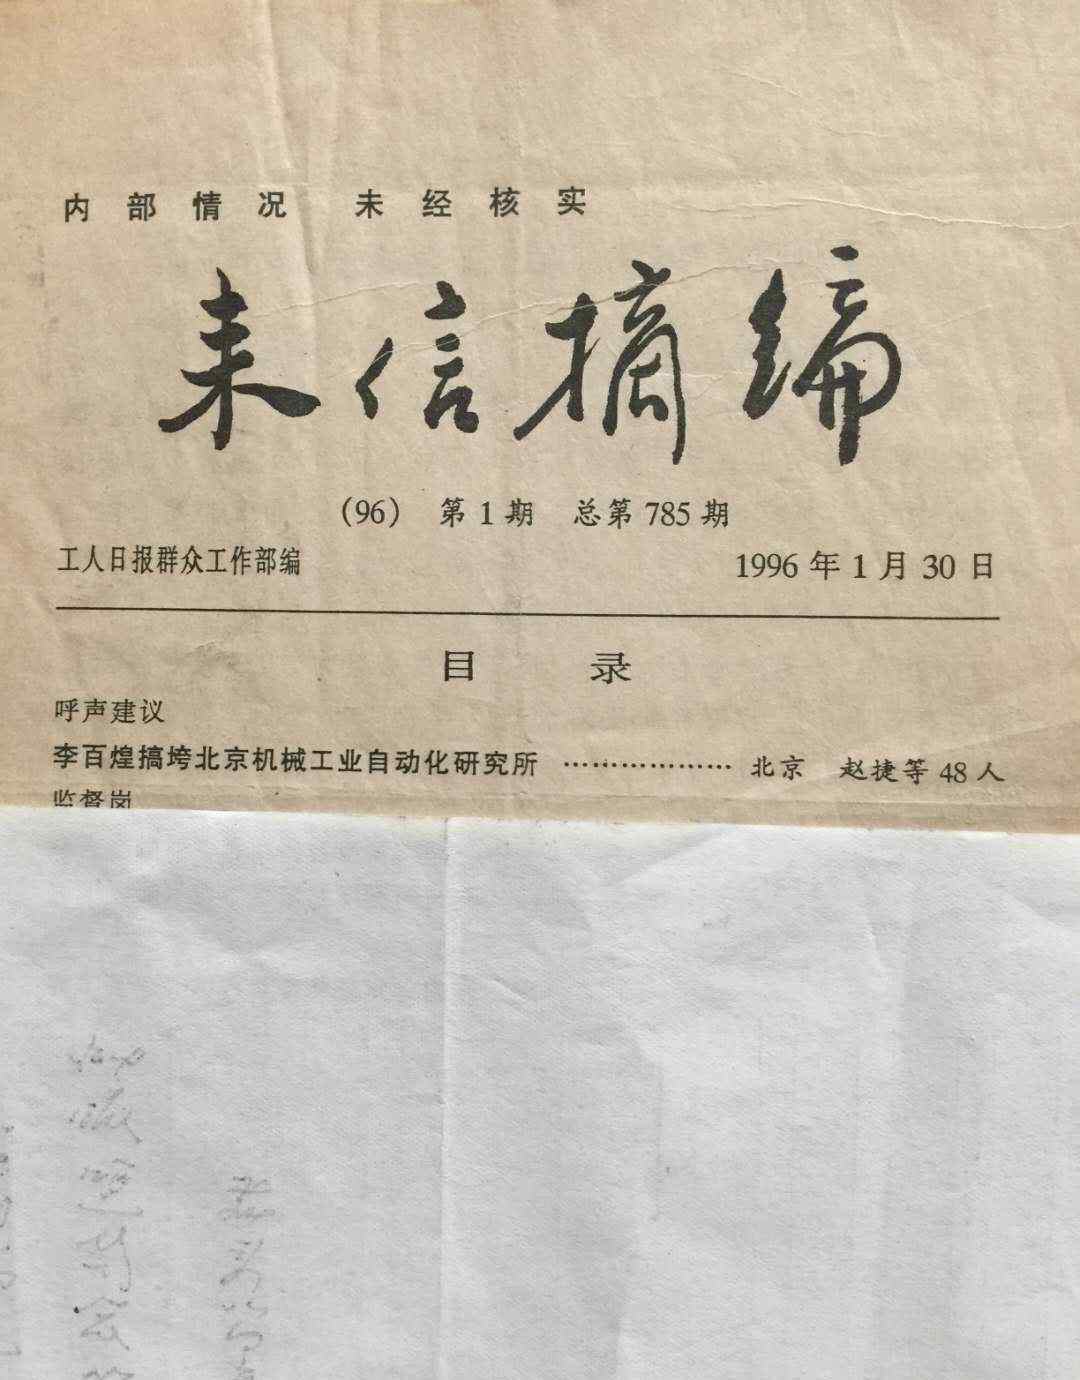 内部情况 未经核实
来信摘编
（96） 第1期 总第785期
工人日报群众工作部编 1996年1月30日
目 录
呼声建议
李百煌搞垮北京机械工业自动化研究所 ……………… 北京 赵捷等48人
监督岗